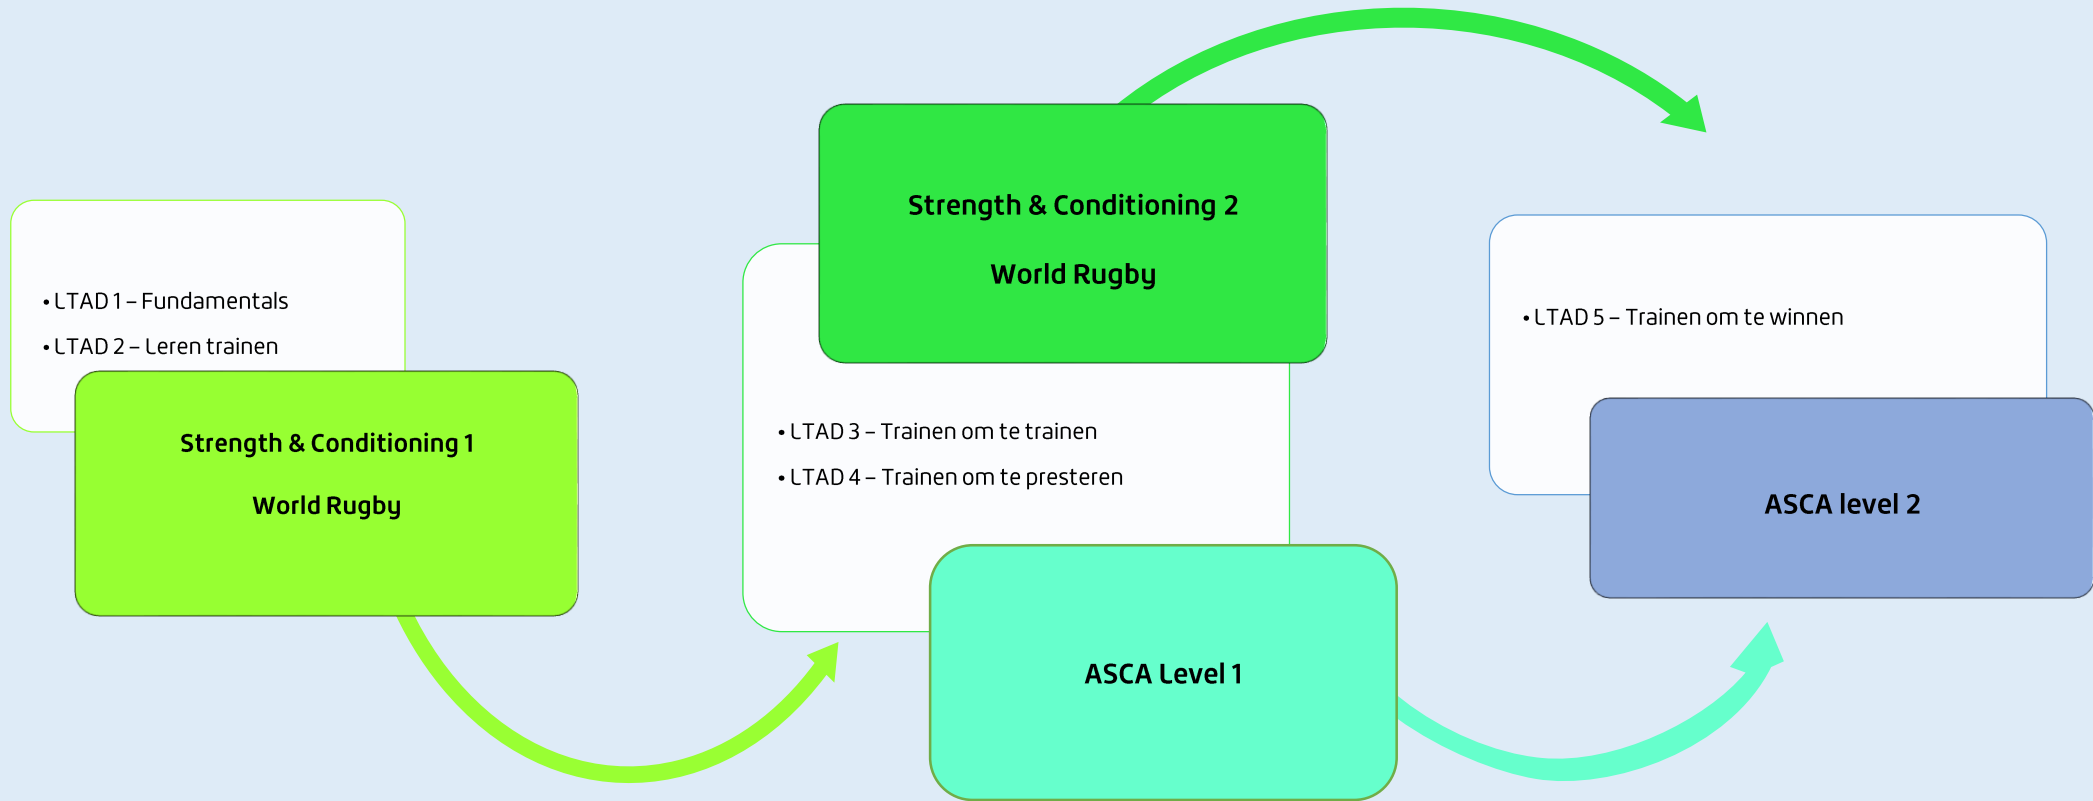 • LTAD 1 – Fundamentals
• LTAD 2 – Leren trainen
Strength & Conditioning 1
World Rugby
Strength & Conditioning 2
World Rugby
• LTAD 3 – Trainen om te trainen
• LTAD 4 – Trainen om te presteren
ASCA Level 1
• LTAD 5 – Trainen om te winnen
ASCA level 2